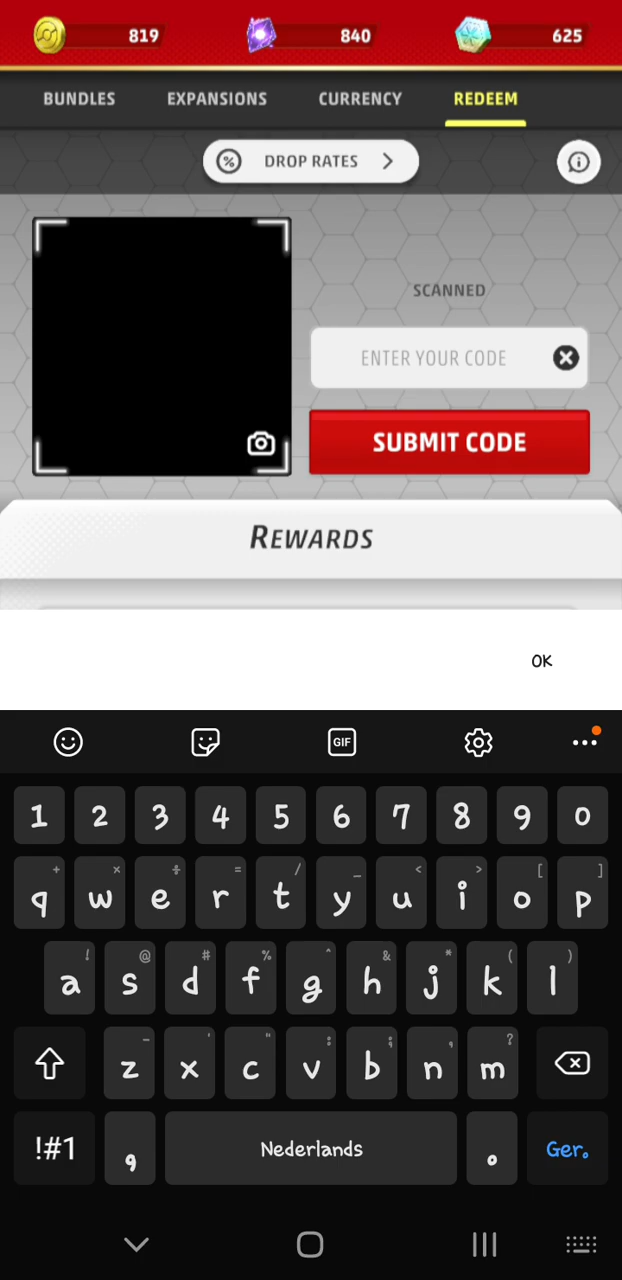 819 840 625
BUNDLES EXPANSIONS CURRENCY REDEEM
% DROP RATES
SCANNED
ENTER YOUR CODE
SUBMIT CODE
REWARDS
OK
GIF
1 2 3 4 5 6 7 8 9 0
+ × ÷ = / _ < > [ ]
q w e r t y u i o p
! @ # % ^ & * ( )
a s d f g h j k l
- ' " : ; , ?
z x c v b n m
!#1 , Nederlands . Ger.